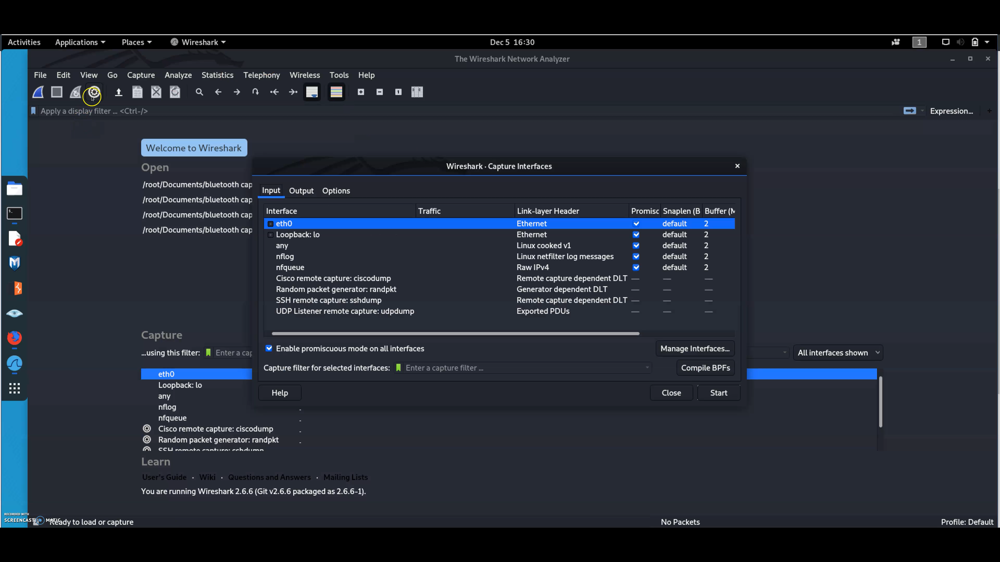 Activities Applications Places Wireshark Dec 5 16:30 1
The Wireshark Network Analyzer
File Edit View Go Capture Analyze Statistics Telephony Wireless Tools Help
Apply a display filter ... <Ctrl-/> Expression... +
Welcome to Wireshark
Open
/root/Documents/bluetooth cap
/root/Documents/bluetooth cap
/root/Documents/bluetooth cap
/root/Documents/bluetooth cap
Wireshark · Capture Interfaces
Input Output Options
Interface Traffic Link-layer Header Promisc Snaplen (B Buffer (M
eth0 Ethernet default 2
Loopback: lo Ethernet default 2
any Linux cooked v1 default 2
nflog Linux netfilter log messages default 2
nfqueue Raw IPv4 default 2
Cisco remote capture: ciscodump Remote capture dependent DLT — — —
Random packet generator: randpkt Generator dependent DLT — — —
SSH remote capture: sshdump Remote capture dependent DLT — — —
UDP Listener remote capture: udpdump Exported PDUs — — —
Enable promiscuous mode on all interfaces Manage Interfaces...
Capture filter for selected interfaces: Enter a capture filter ... Compile BPFs
Help Close Start
Capture
...using this filter: Enter a cap All interfaces shown
eth0
Loopback: lo
any
nflog
nfqueue
Cisco remote capture: ciscodump
Random packet generator: randpkt
SSH remote capture: sshdump
Learn
User's Guide · Wiki · Questions and Answers · Mailing Lists
You are running Wireshark 2.6.6 (Git v2.6.6 packaged as 2.6.6-1).
RECORDED WITH
SCREENCAST MATIC
Ready to load or capture No Packets Profile: Default